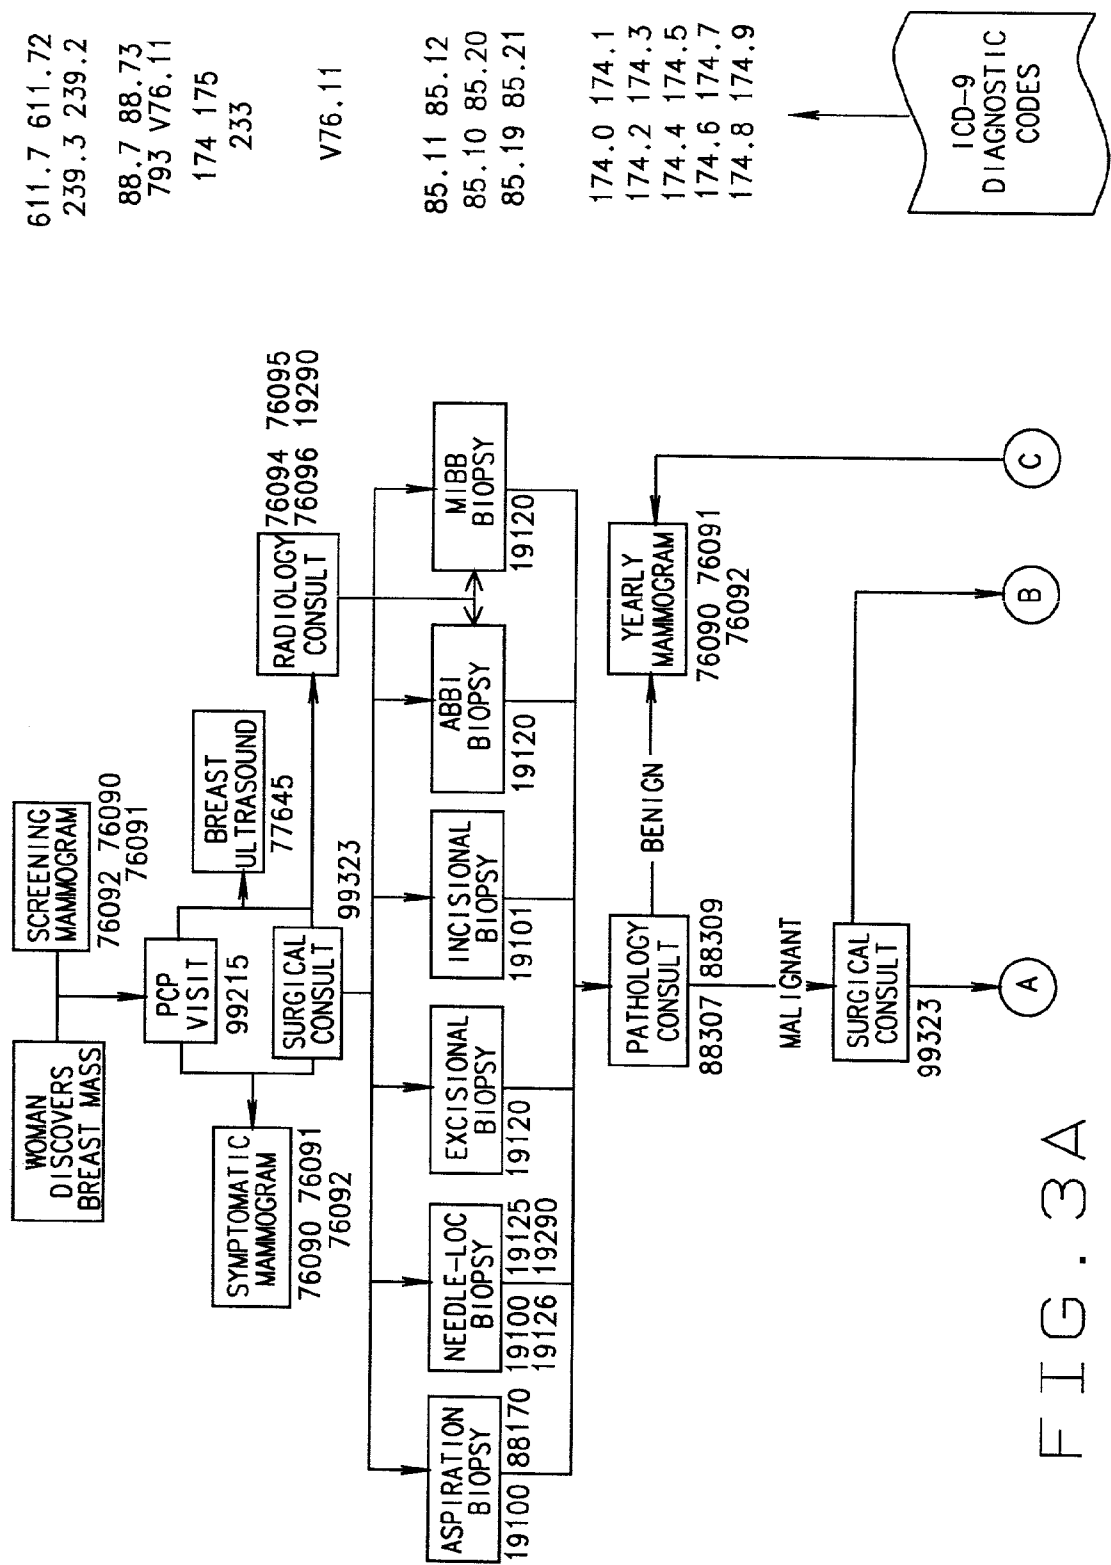 WOMAN
DISCOVERS
BREAST MASS
SCREENING
MAMMOGRAM
76092 76090
76091
611.7 611.72
239.3 239.2
PCP
VISIT
99215
88.7 88.73
793 V76.11
SYMPTOMATIC
MAMMOGRAM
76090 76091
76092
BREAST
ULTRASOUND
77645
174 175
233
SURGICAL
CONSULT
99323
RADIOLOGY
CONSULT
76094 76095
76096 19290
V76.11
ASPIRATION
BIOPSY
19100 88170
NEEDLE-LOC
BIOPSY
19100 19125
19126 19290
EXCISIONAL
BIOPSY
19120
INCISIONAL
BIOPSY
19101
ABBI
BIOPSY
19120
MIBB
BIOPSY
19120
85.11 85.12
85.10 85.20
85.19 85.21
PATHOLOGY
CONSULT
88307 88309
BENIGN
YEARLY
MAMMOGRAM
76090 76091
76092
174.0 174.1
174.2 174.3
174.4 174.5
174.6 174.7
174.8 174.9
MALIGNANT
SURGICAL
CONSULT
99323
A
B
C
ICD-9
DIAGNOSTIC
CODES
FIG. 3A